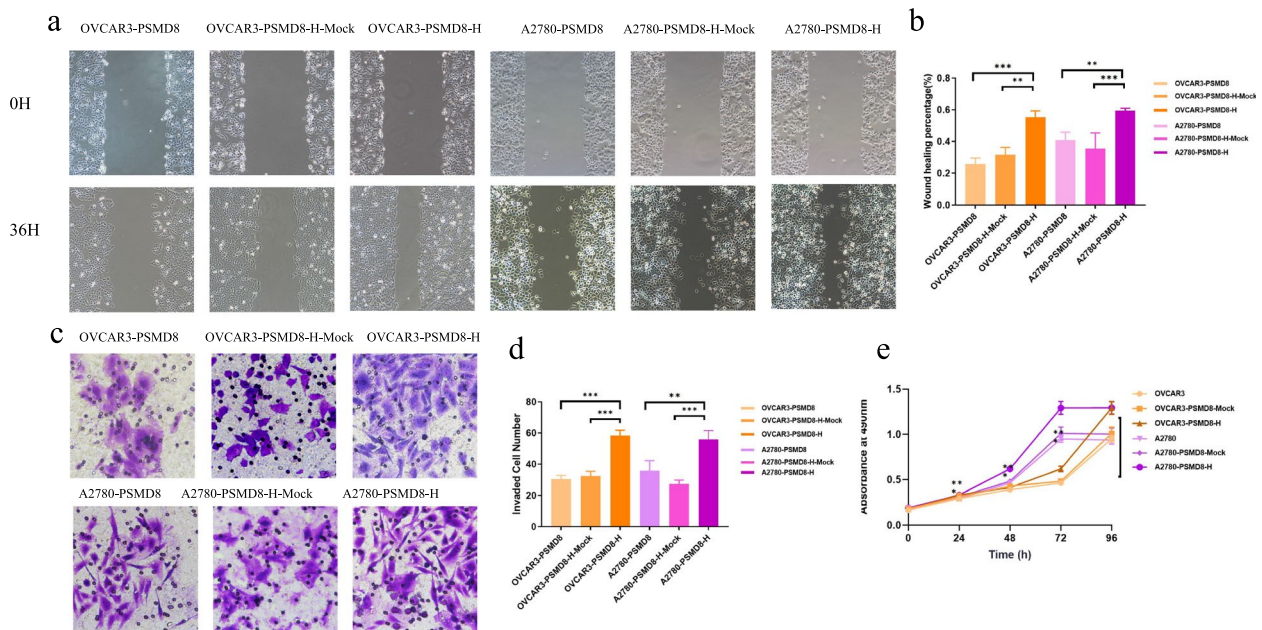 a
OVCAR3-PSMD8 OVCAR3-PSMD8-H-Mock OVCAR3-PSMD8-H A2780-PSMD8 A2780-PSMD8-H-Mock A2780-PSMD8-H
0H
36H
b
Wound healing percentage(%)
0.8
0.6
0.4
0.2
0.0
*** ** ** ***
OVCAR3-PSMD8
OVCAR3-PSMD8-H-Mock
OVCAR3-PSMD8-H
A2780-PSMD8
A2780-PSMD8-H-Mock
A2780-PSMD8-H
OVCAR3-PSMD8
OVCAR3-PSMD8-H-Mock
OVCAR3-PSMD8-H
A2780-PSMD8
A2780-PSMD8-H-Mock
A2780-PSMD8-H
c
OVCAR3-PSMD8 OVCAR3-PSMD8-H-Mock OVCAR3-PSMD8-H
A2780-PSMD8 A2780-PSMD8-H-Mock A2780-PSMD8-H
d
Invaded Cell Number
80
60
40
20
0
*** *** ** ***
OVCAR3-PSMD8
OVCAR3-PSMD8-H-Mock
OVCAR3-PSMD8-H
A2780-PSMD8
A2780-PSMD8-H-Mock
A2780-PSMD8-H
OVCAR3-PSMD8
OVCAR3-PSMD8-H-Mock
OVCAR3-PSMD8-H
A2780-PSMD8
A2780-PSMD8-H-Mock
A2780-PSMD8-H
e
Absorbance at 490nm
1.5
1.0
0.5
0.0
**
*
**
*
**
**
0 24 48 72 96
Time (h)
OVCAR3
OVCAR3-PSMD8-Mock
OVCAR3-PSMD8-H
A2780
A2780-PSMD8-Mock
A2780-PSMD8-H